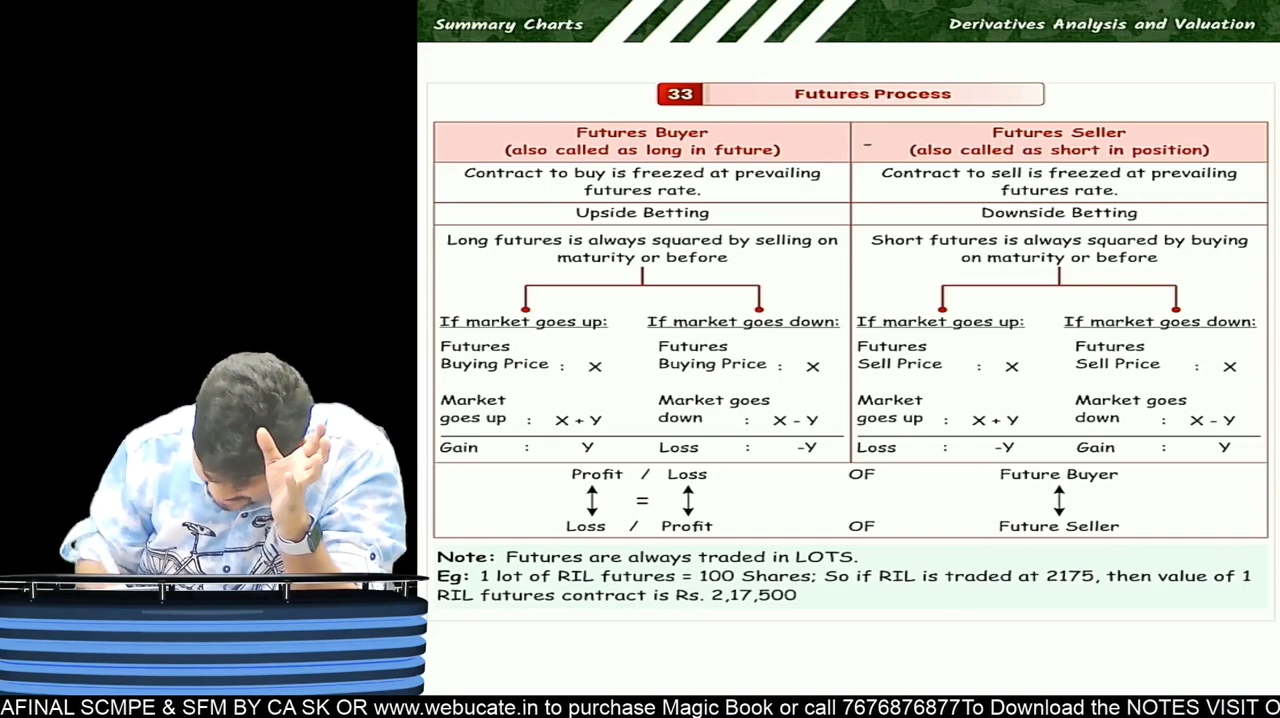 Summary Charts
Derivatives Analysis and Valuation
33 Futures Process
Futures Buyer
(also called as long in future)
Contract to buy is freezed at prevailing
futures rate.
Upside Betting
Long futures is always squared by selling on
maturity or before
If market goes up:
Futures
Buying Price : X
Market
goes up : X + Y
Gain : Y
If market goes down:
Futures
Buying Price : X
Market goes
down : X - Y
Loss : -Y
-
Futures Seller
(also called as short in position)
Contract to sell is freezed at prevailing
futures rate.
Downside Betting
Short futures is always squared by buying
on maturity or before
If market goes up:
Futures
Sell Price : X
Market
goes up : X + Y
Loss : -Y
If market goes down:
Futures
Sell Price : X
Market goes
down : X - Y
Gain : Y
Profit / Loss OF Future Buyer
=
Loss / Profit OF Future Seller
Note: Futures are always traded in LOTS.
Eg: 1 lot of RIL futures = 100 Shares; So if RIL is traded at 2175, then value of 1
RIL futures contract is Rs. 2,17,500
AFINAL SCMPE & SFM BY CA SK OR www.webucate.in to purchase Magic Book or call 7676876877To Download the NOTES VISIT O